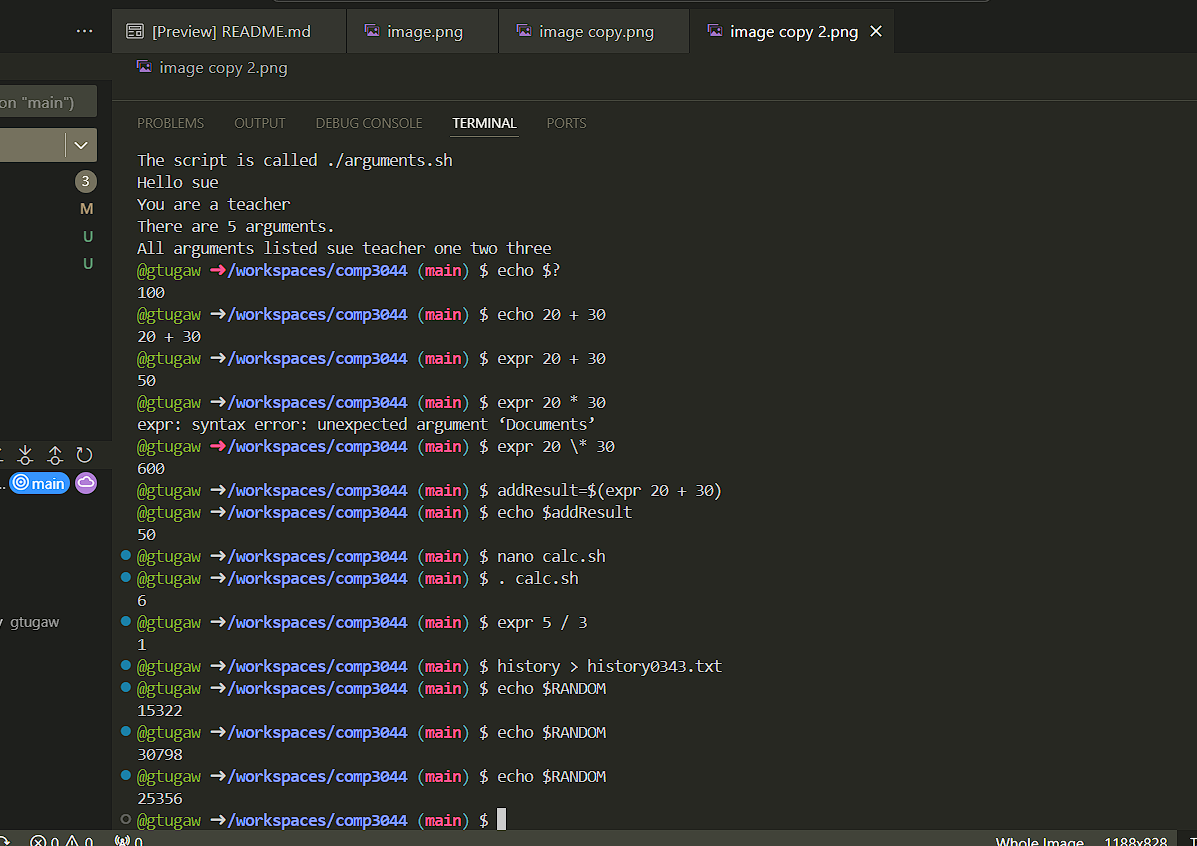 ... [Preview] README.md image.png image copy.png image copy 2.png
image copy 2.png
on "main")
PROBLEMS OUTPUT DEBUG CONSOLE TERMINAL PORTS
The script is called ./arguments.sh
3
Hello sue
M
You are a teacher
There are 5 arguments.
U
All arguments listed sue teacher one two three
U
@gtugaw ➜/workspaces/comp3044 (main) $ echo $?
100
@gtugaw ➜/workspaces/comp3044 (main) $ echo 20 + 30
20 + 30
@gtugaw ➜/workspaces/comp3044 (main) $ expr 20 + 30
50
@gtugaw ➜/workspaces/comp3044 (main) $ expr 20 * 30
expr: syntax error: unexpected argument ‘Documents’
@gtugaw ➜/workspaces/comp3044 (main) $ expr 20 \* 30
600
main
@gtugaw ➜/workspaces/comp3044 (main) $ addResult=$(expr 20 + 30)
@gtugaw ➜/workspaces/comp3044 (main) $ echo $addResult
50
@gtugaw ➜/workspaces/comp3044 (main) $ nano calc.sh
@gtugaw ➜/workspaces/comp3044 (main) $ . calc.sh
6
gtugaw
@gtugaw ➜/workspaces/comp3044 (main) $ expr 5 / 3
1
@gtugaw ➜/workspaces/comp3044 (main) $ history > history0343.txt
@gtugaw ➜/workspaces/comp3044 (main) $ echo $RANDOM
15322
@gtugaw ➜/workspaces/comp3044 (main) $ echo $RANDOM
30798
@gtugaw ➜/workspaces/comp3044 (main) $ echo $RANDOM
25356
@gtugaw ➜/workspaces/comp3044 (main) $
0 0 0 Whole Image 1188x828